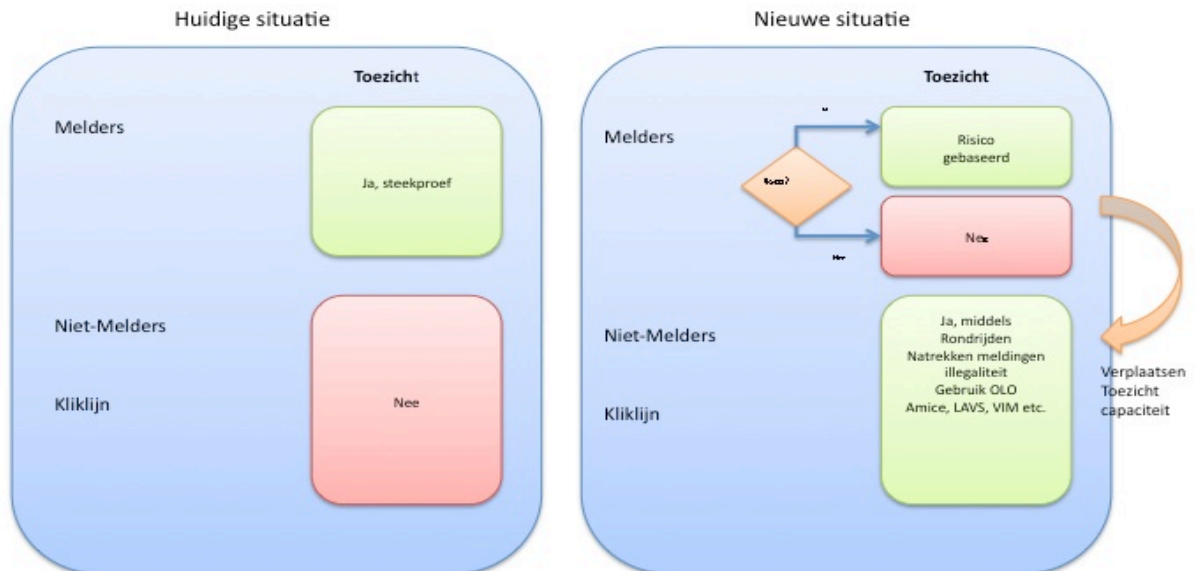 Huidige situatie
Toezicht
Melders
Ja, steekproef
Niet-Melders
Kliklijn
Nee
Nieuwe situatie
Toezicht
Melders
Risico
gebaseerd
Nee
Niet-Melders
Kliklijn
Ja, middels
Rondrijden
Natrekken meldingen
illegaliteit
Gebruik OLO
Amice, LAVS, VIM etc.
Verplaatsen
Toezicht
capaciteit